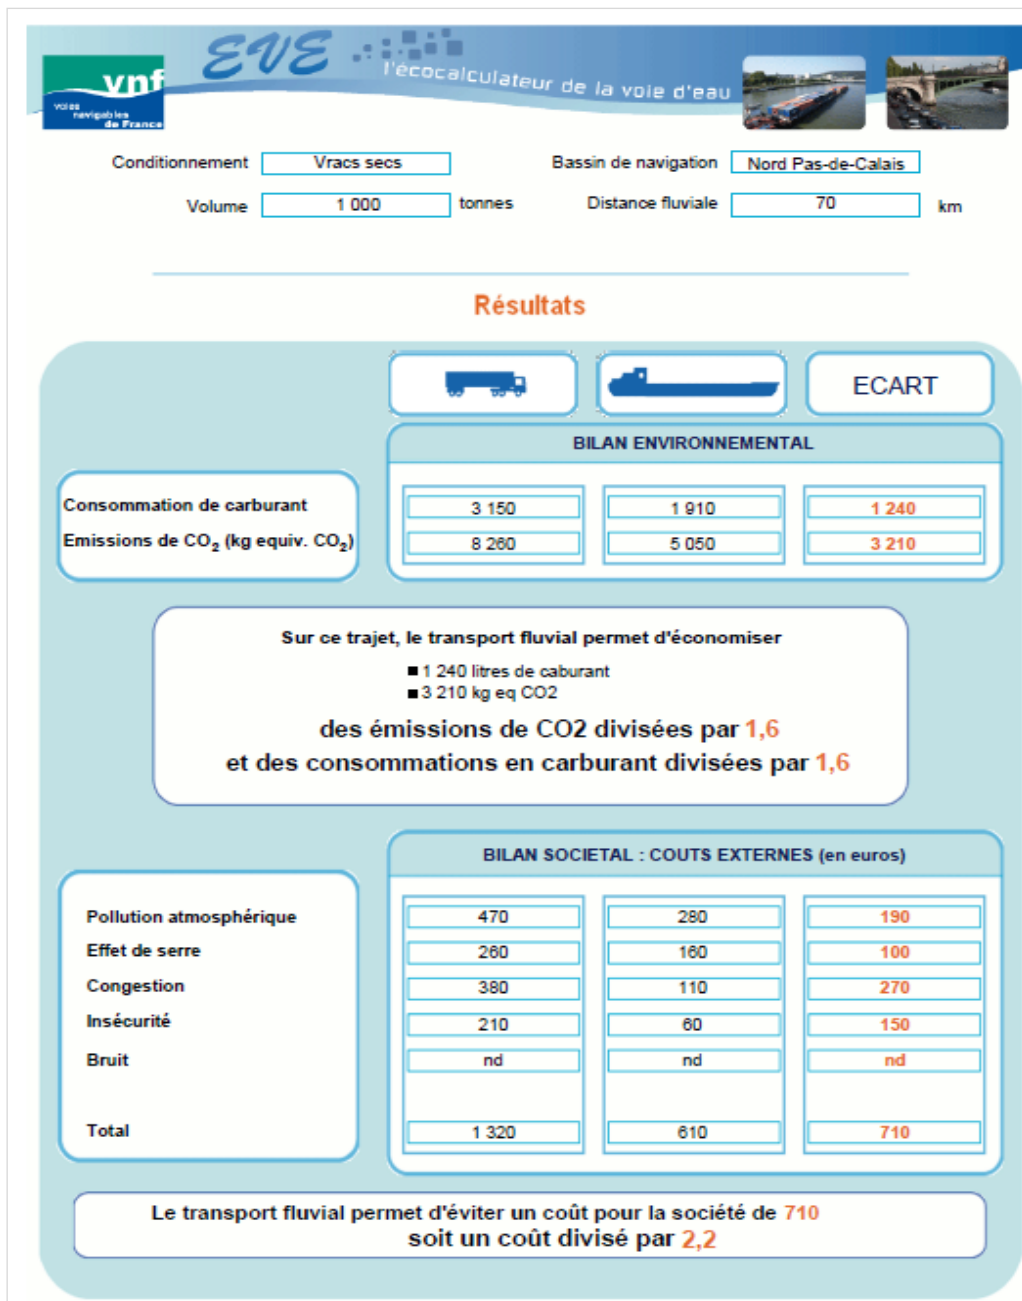 EVE
l'écocalculateur de la voie d'eau
vnf
voies
navigables
de France
Conditionnement Vracs secs Bassin de navigation Nord Pas-de-Calais
Volume 1 000 tonnes Distance fluviale 70 km
Résultats
ECART
BILAN ENVIRONNEMENTAL
Consommation de carburant 3 150 1 910 1 240
Emissions de CO2 (kg equiv. CO2) 8 260 5 050 3 210
Sur ce trajet, le transport fluvial permet d'économiser
■ 1 240 litres de caburant
■ 3 210 kg eq CO2
des émissions de CO2 divisées par 1,6
et des consommations en carburant divisées par 1,6
BILAN SOCIETAL : COUTS EXTERNES (en euros)
Pollution atmosphérique 470 280 190
Effet de serre 260 160 100
Congestion 380 110 270
Insécurité 210 60 150
Bruit nd nd nd
Total 1 320 610 710
Le transport fluvial permet d'éviter un coût pour la société de 710
soit un coût divisé par 2,2